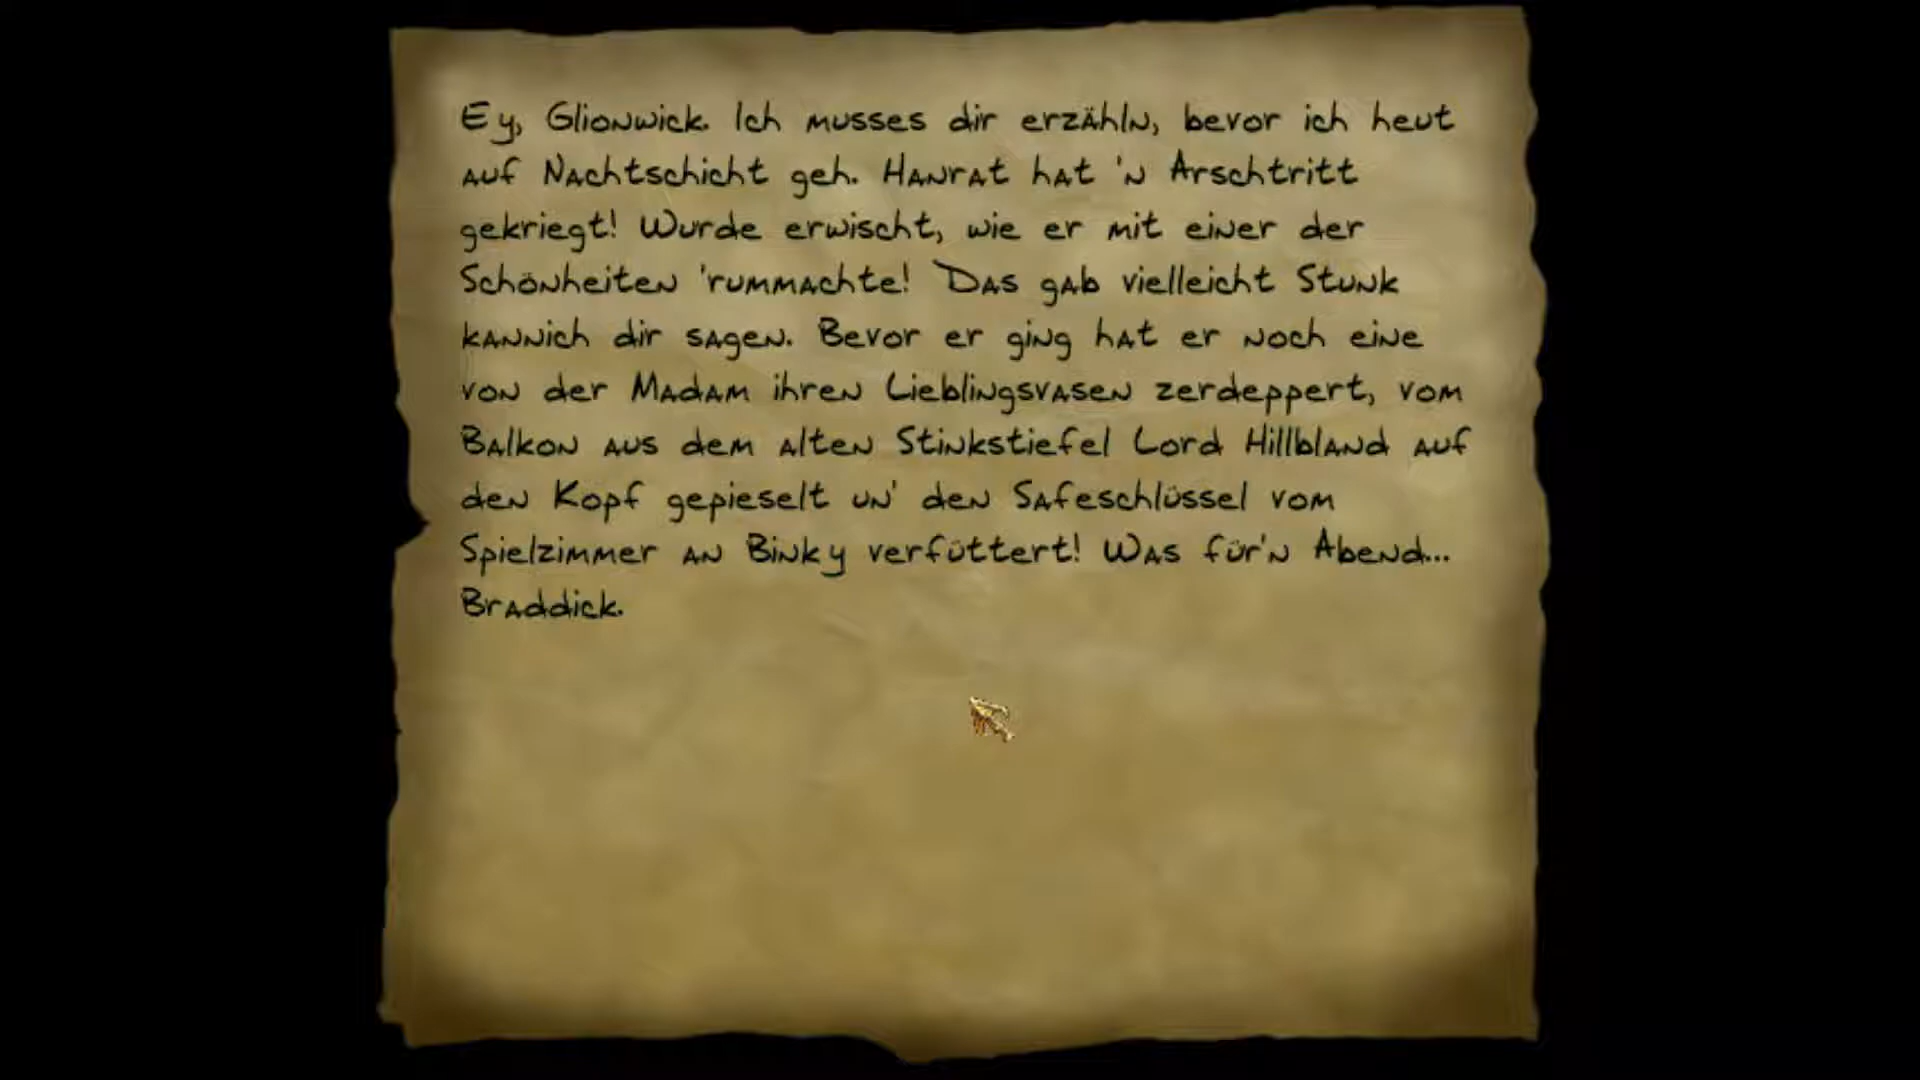 Ey, Glionwick. Ich musses dir erzähln, bevor ich heut
auf Nachtschicht geh. Hanrat hat 'n Arschtritt
gekriegt! Wurde erwischt, wie er mit einer der
Schönheiten 'rummachte! Das gab vielleicht Stunk
kannich dir sagen. Bevor er ging hat er noch eine
von der Madam ihren Lieblingsvasen zerdeppert, vom
Balkon aus dem alten Stinkstiefel Lord Hillbland auf
den Kopf gepieselt un' den Safeschlüssel vom
Spielzimmer an Binky verfüttert! Was für'n Abend...
Braddick.